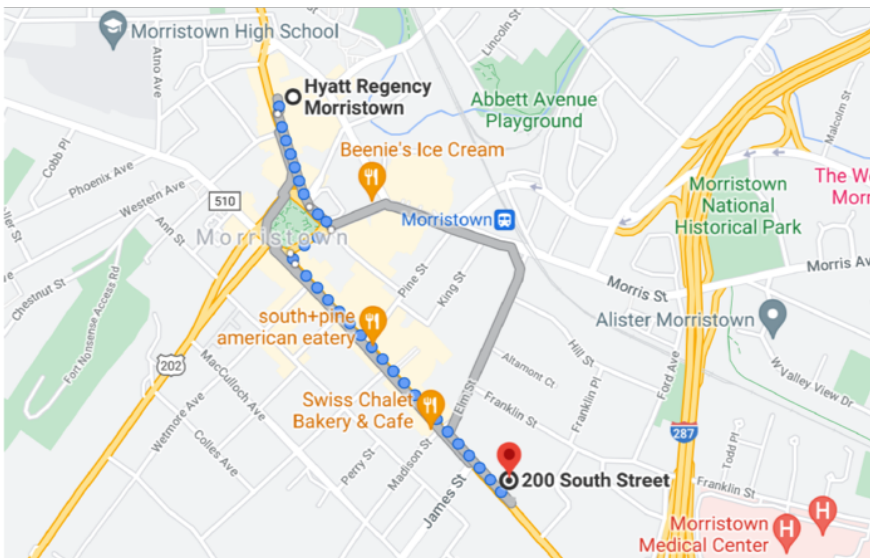 Morristown High School
Atno Ave
Lincoln St
Malcolm St
Hyatt Regency
Morristown
Abbett Avenue
Playground
Cobb Pl
Beenie's Ice Cream
Phoenix Ave
Western Ave
510
Morristown
National
Historical Park
Ann St
Morristown
Morristown
Morris Ave
Chestnut St
Fort Nonsense Access Rd
Pine St
King St
Morris St
south+pine
american eatery
Alister Morristown
202
MacCulloch Ave
Altamont Ct
Hill St
Ford Ave
W Valley View Dr
Swiss Chalet
Bakery & Cafe
Elm St
Franklin St
Franklin Pl
Wetmore Ave
Colles Ave
Perry St
Madison St
287
Todd Pl
James St
200 South Street
Franklin St
Morristown
Medical Center
H
H